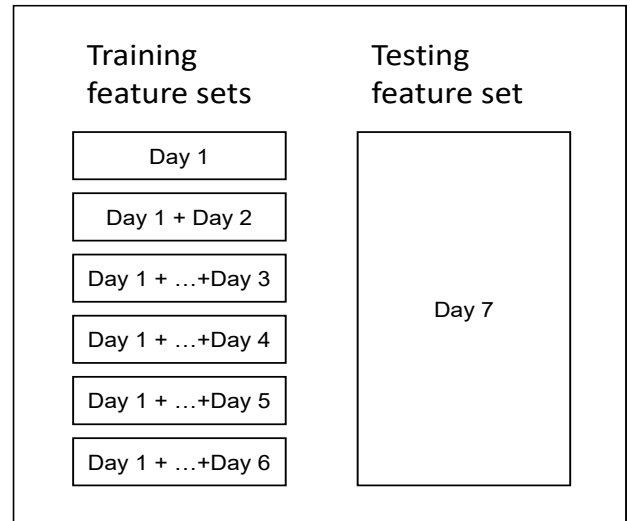 Training
feature sets
Day 1
Day 1 + Day 2
Day 1 + …+Day 3
Day 1 + …+Day 4
Day 1 + …+Day 5
Day 1 + …+Day 6
Testing
feature set
Day 7